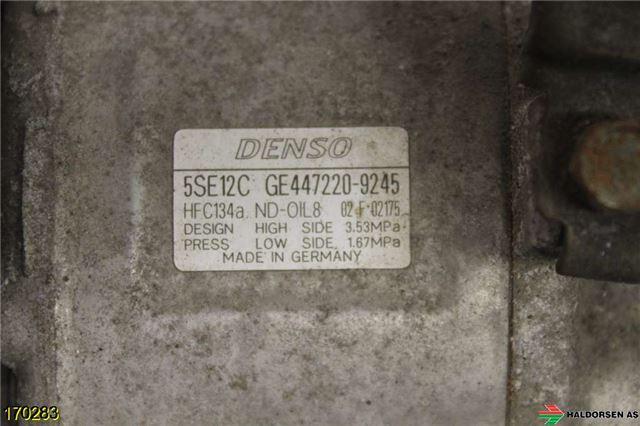 DENSO
5SE12C GE447220-9245
HFC134a ND-OIL8 02-F-02175
DESIGN HIGH SIDE 3.53MPa
PRESS LOW SIDE 1.67MPa
MADE IN GERMANY
170283
HALDORSEN AS